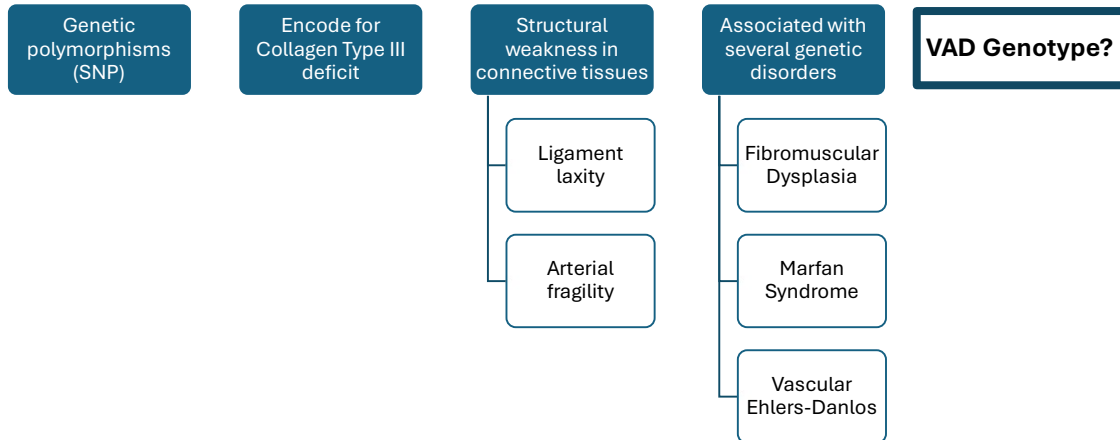 Genetic
polymorphisms
(SNP)
Encode for
Collagen Type III
deficit
Structural
weakness in
connective tissues
Associated with
several genetic
disorders
VAD Genotype?
Ligament
laxity
Arterial
fragility
Fibromuscular
Dysplasia
Marfan
Syndrome
Vascular
Ehlers-Danlos